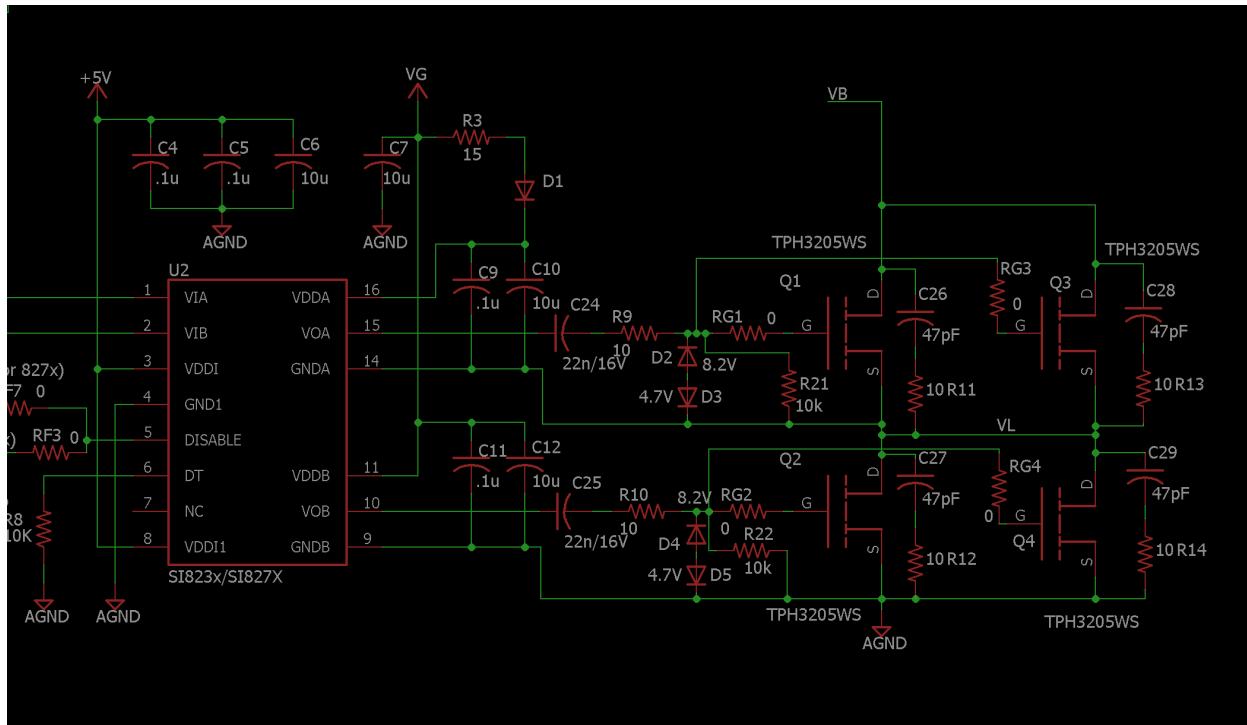 +5V
VG
VB
R3
15
C4
.1u
C5
.1u
C6
10u
C7
10u
D1
AGND
AGND
TPH3205WS
TPH3205WS
U2
1 VIA
2 VIB
3 VDDI
4 GND1
5 DISABLE
6 DT
7 NC
8 VDDI1
VDDA 16
VOA 15
GNDA 14
VDDB 11
VOB 10
GNDB 9
SI823x/SI827X
C9
.1u
C10
10u
C24
22n/16V
R9
10
RG1 0
D2
8.2V
4.7V D3
R21
10k
Q1
D
G
S
C26
47pF
10 R11
RG3
0
Q3
D
G
S
C28
47pF
10 R13
VL
or 827x)
F7 0
x)
RF3 0
R8
10K
AGND
AGND
C11
.1u
C12
10u
C25
22n/16V
R10
10
8.2V
RG2
0
D4
4.7V D5
R22
10k
Q2
D
G
S
C27
47pF
10 R12
RG4
0
D
G
Q4
S
C29
47pF
10 R14
TPH3205WS
AGND
TPH3205WS